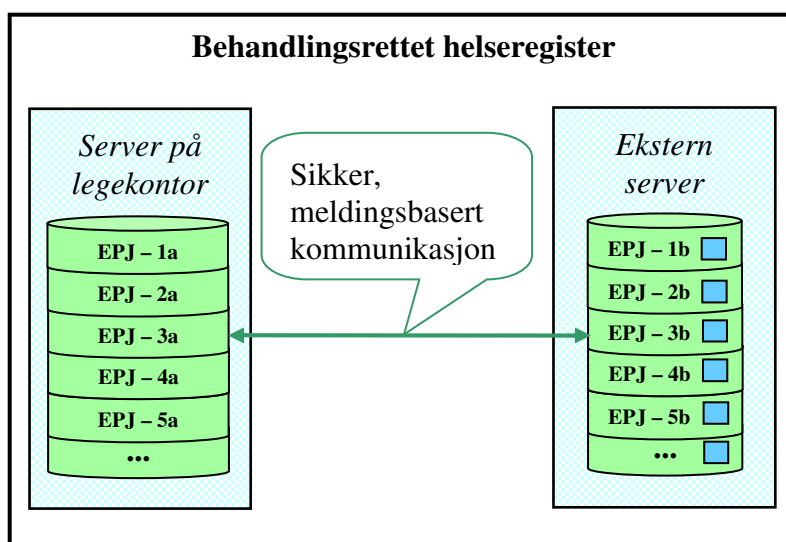 Behandlingsrettet helseregister
Server på
legekontor
EPJ – 1a
EPJ – 2a
EPJ – 3a
EPJ – 4a
EPJ – 5a
...
Sikker,
meldingsbasert
kommunikasjon
Ekstern
server
EPJ – 1b
EPJ – 2b
EPJ – 3b
EPJ – 4b
EPJ – 5b
...